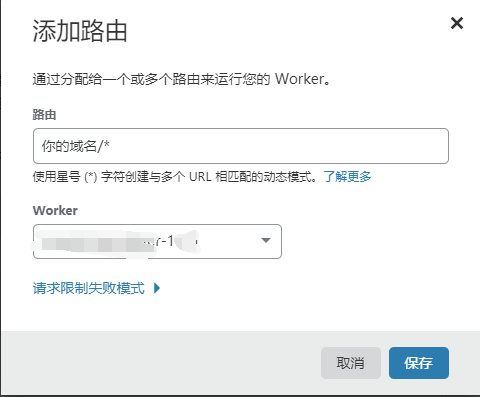 添加路由
通过分配给一个或多个路由来运行您的 Worker。
路由
你的域名/*
使用星号 (*) 字符创建与多个 URL 相匹配的动态模式。了解更多
Worker
请求限制失败模式
取消 保存